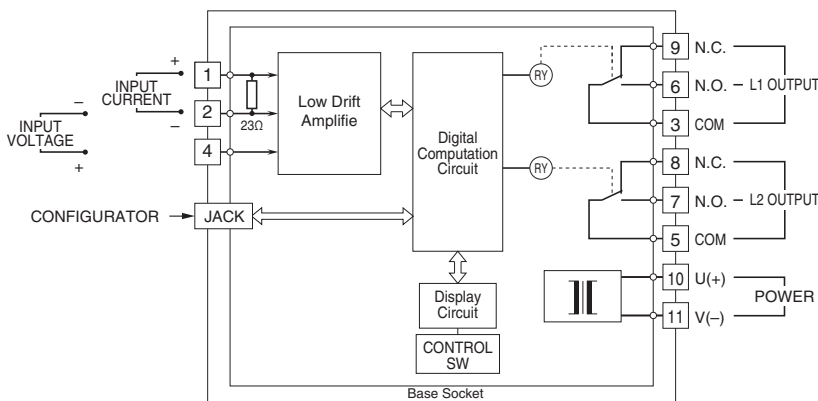 +
INPUT
CURRENT
–
–
INPUT
VOLTAGE
+
1
2
4
23Ω
Low Drift
Amplifie
Digital
Computation
Circuit
RY
RY
9 N.C.
6 N.O.
L1 OUTPUT
3 COM
8 N.C.
7 N.O.
L2 OUTPUT
5 COM
10 U(+)
POWER
11 V(–)
CONFIGURATOR
JACK
Display
Circuit
CONTROL
SW
Base Socket